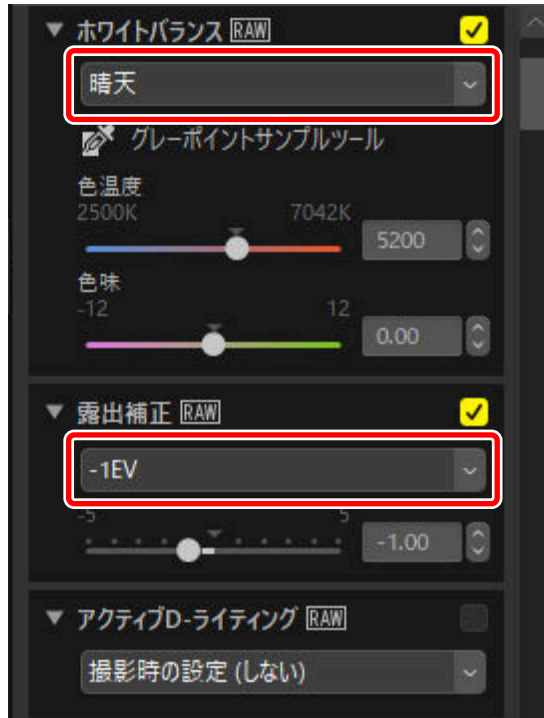 ホワイトバランス RAW
晴天
グレーポイントサンプルツール
色温度
2500K 7042K
5200
色味
-12 12
0.00
露出補正 RAW
-1EV
-5 5
-1.00
アクティブD-ライティング RAW
撮影時の設定 (しない)